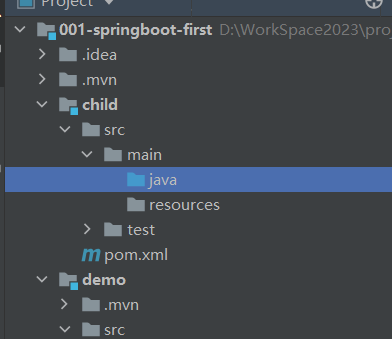 Project
001-springboot-first D:\WorkSpace2023\proj
.idea
.mvn
child
src
main
java
resources
test
pom.xml
demo
.mvn
src